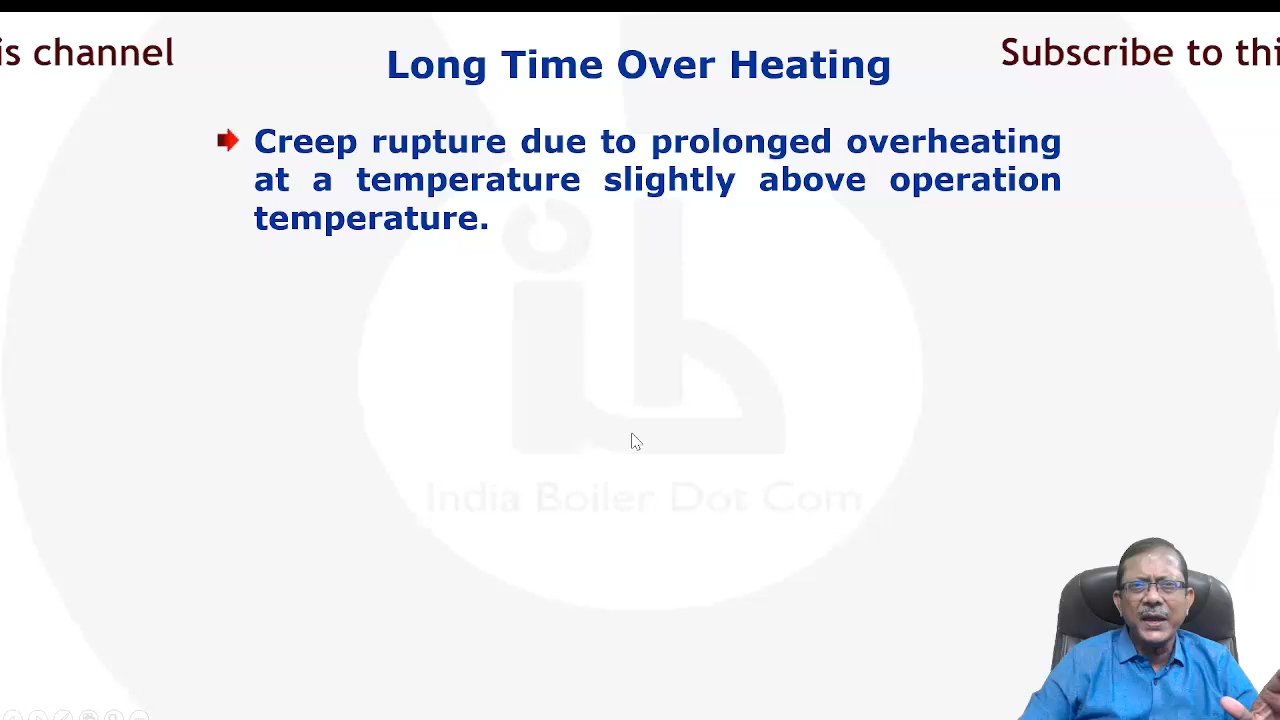 is channel
Subscribe to thi
Long Time Over Heating
Creep rupture due to prolonged overheating
at a temperature slightly above operation
temperature.
ib
India Boiler Dot Com